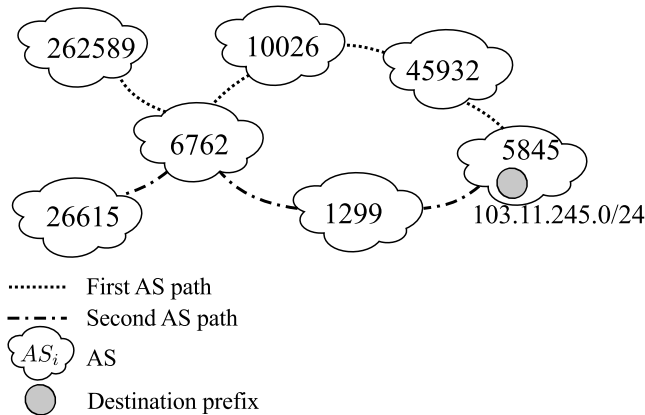 262589
10026
45932
6762
5845
26615
1299
103.11.245.0/24
First AS path
Second AS path
AS_i AS
Destination prefix